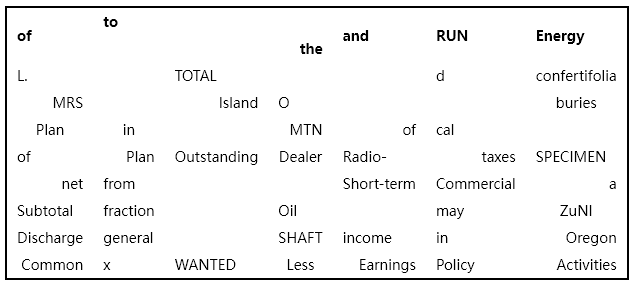 of to the and RUN Energy
L. TOTAL d confertifolia
MRS Island O buries
Plan in MTN of cal
of Plan Outstanding Dealer Radio- taxes SPECIMEN
net from Short-term Commercial a
Subtotal fraction Oil may ZuNI
Discharge general SHAFT income in Oregon
Common x WANTED Less Earnings Policy Activities